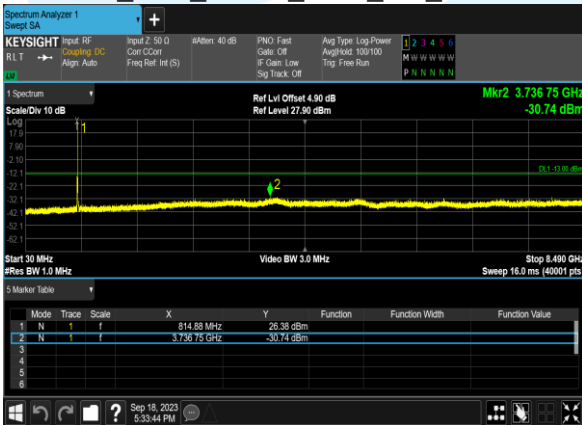 Spectrum Analyzer 1
Swept SA
+
KEYSIGHT Input: RF
RLT Coupling: DC
Align: Auto
Input Z: 50 Ω
Corr CCorr
Freq Ref: Int (S)
#Atten: 40 dB
PNO: Fast
Gate: Off
IF Gain: Low
Sig Track: Off
Avg Type: Log-Power
Avg|Hold: 100/100
Trig: Free Run
1 2 3 4 5 6
M W W W W W
P N N N N N
LU
1 Spectrum
Scale/Div 10 dB
Ref Lvl Offset 4.90 dB
Ref Level 27.90 dBm
Mkr2 3.736 75 GHz
-30.74 dBm
Log
17.9
7.90
-2.10
-12.1
-22.1
-32.1
-42.1
-52.1
-62.1
1
DL1 -13.00 dBm
2
Start 30 MHz
#Res BW 1.0 MHz
Video BW 3.0 MHz
Stop 8.490 GHz
Sweep 16.0 ms (40001 pts
5 Marker Table
Mode Trace Scale X Y Function Function Width Function Value
1 N 1 f 814.88 MHz 26.38 dBm
2 N 1 f 3.736 75 GHz -30.74 dBm
3
4
5
6
?
Sep 18, 2023
5:33:44 PM